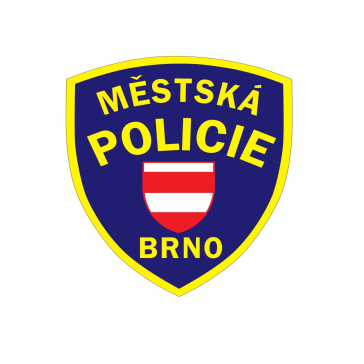 MĚSTSKÁ
POLICIE
BRNO